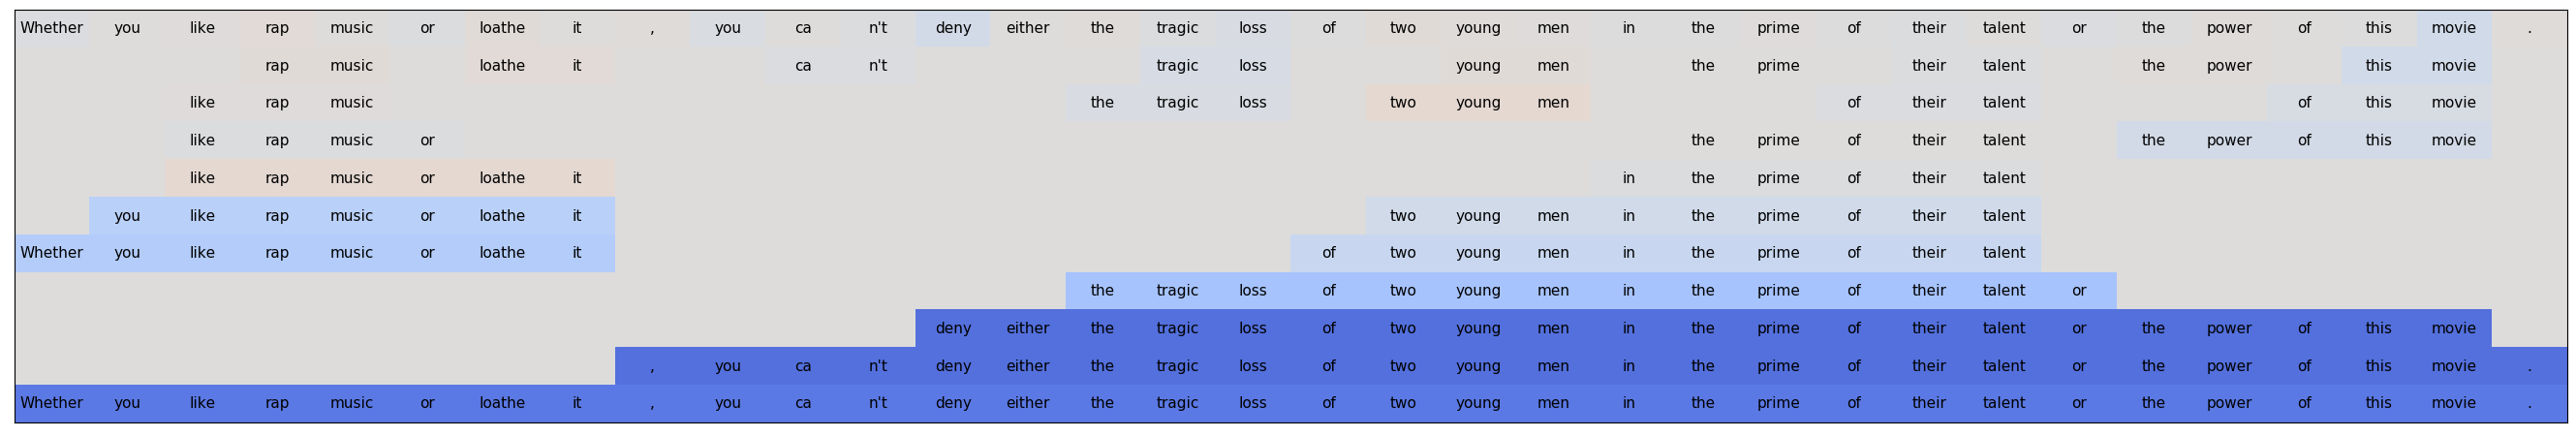 Whether you like rap music or loathe it , you ca n't deny either the tragic loss of two young men in the prime of their talent or the power of this movie .
rap music loathe it ca n't tragic loss young men the prime their talent the power this movie
like rap music the tragic loss two young men of their talent of this movie
like rap music or the prime of their talent the power of this movie
like rap music or loathe it in the prime of their talent
you like rap music or loathe it two young men in the prime of their talent
Whether you like rap music or loathe it of two young men in the prime of their talent
the tragic loss of two young men in the prime of their talent or
deny either the tragic loss of two young men in the prime of their talent or the power of this movie
, you ca n't deny either the tragic loss of two young men in the prime of their talent or the power of this movie .
Whether you like rap music or loathe it , you ca n't deny either the tragic loss of two young men in the prime of their talent or the power of this movie .